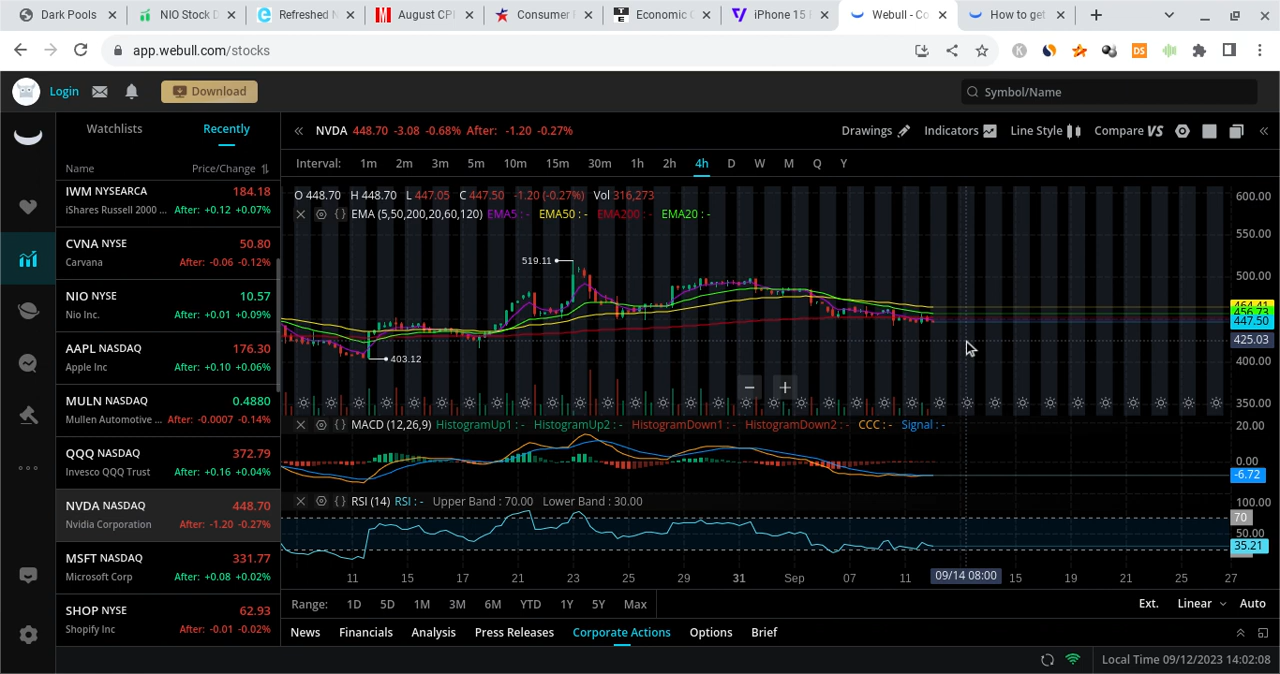 Dark Pools
NIO Stock D
Refreshed N
August CPI
Consumer
Economic C
iPhone 15
Webull - Co
How to get
app.webull.com/stocks
Login
Download
Symbol/Name
Watchlists
Recently
Name
Price/Change
IWM NYSEARCA
184.18
iShares Russell 2000 ...
After: +0.12 +0.07%
CVNA NYSE
50.80
Carvana
After: -0.06 -0.12%
NIO NYSE
10.57
Nio Inc.
After: +0.01 +0.09%
AAPL NASDAQ
176.30
Apple Inc
After: +0.10 +0.06%
MULN NASDAQ
0.4880
Mullen Automotive ...
After: -0.0007 -0.14%
QQQ NASDAQ
372.79
Invesco QQQ Trust
After: +0.16 +0.04%
NVDA NASDAQ
448.70
Nvidia Corporation
After: -1.20 -0.27%
MSFT NASDAQ
331.77
Microsoft Corp
After: +0.08 +0.02%
SHOP NYSE
62.93
Shopify Inc
After: -0.01 -0.02%
NVDA 448.70 -3.08 -0.68% After: -1.20 -0.27%
Drawings
Indicators
Line Style
Compare VS
Interval: 1m 2m 3m 5m 10m 15m 30m 1h 2h 4h D W M Q Y
O 448.70 H 448.70 L 447.05 C 447.50 -1.20 (-0.27%) Vol 316,273
EMA (5,50,200,20,60,120) EMA5 : - EMA50 : - EMA200 : - EMA20 : -
519.11
403.12
600.00
550.00
500.00
464.41
456.73
447.50
425.03
400.00
350.00
MACD (12,26,9) HistogramUp1 : - HistogramUp2 : - HistogramDown1 : - HistogramDown2 : - CCC : - Signal : -
20.00
0.00
-6.72
RSI (14) RSI : - Upper Band : 70.00 Lower Band : 30.00
100.00
70
50.00
35.21
11 15 17 21 23 25 29 31 Sep 07 11 09/14 08:00 15 19 21 25 27
Range: 1D 5D 1M 3M 6M YTD 1Y 5Y Max
Ext. Linear Auto
News Financials Analysis Press Releases Corporate Actions Options Brief
Local Time 09/12/2023 14:02:08